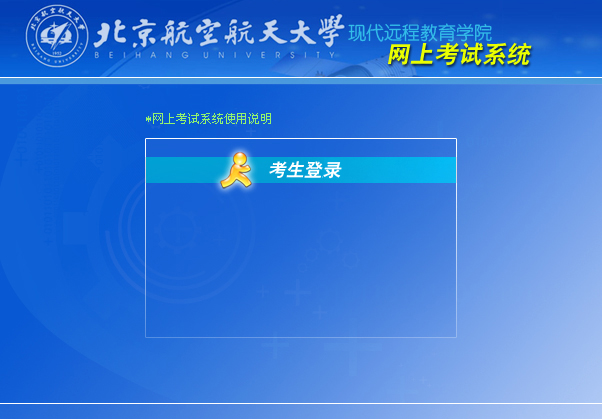 北京航空航天大學
BEIHANG UNIVERSITY
现代远程教育学院
网上考试系统
*网上考试系统使用说明
考生登录